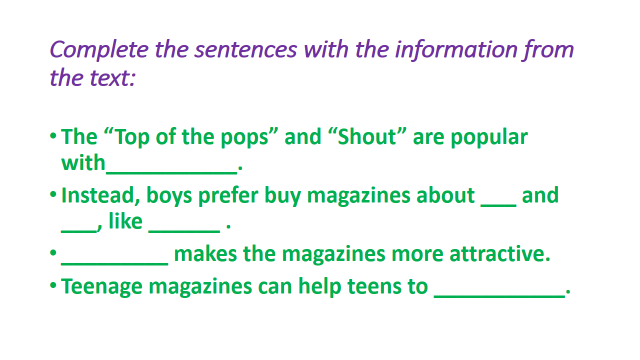 Complete the sentences with the information from
the text:
• The “Top of the pops” and “Shout” are popular
with___________.
• Instead, boys prefer buy magazines about ___ and
___, like ______ .
• _________ makes the magazines more attractive.
• Teenage magazines can help teens to ___________.